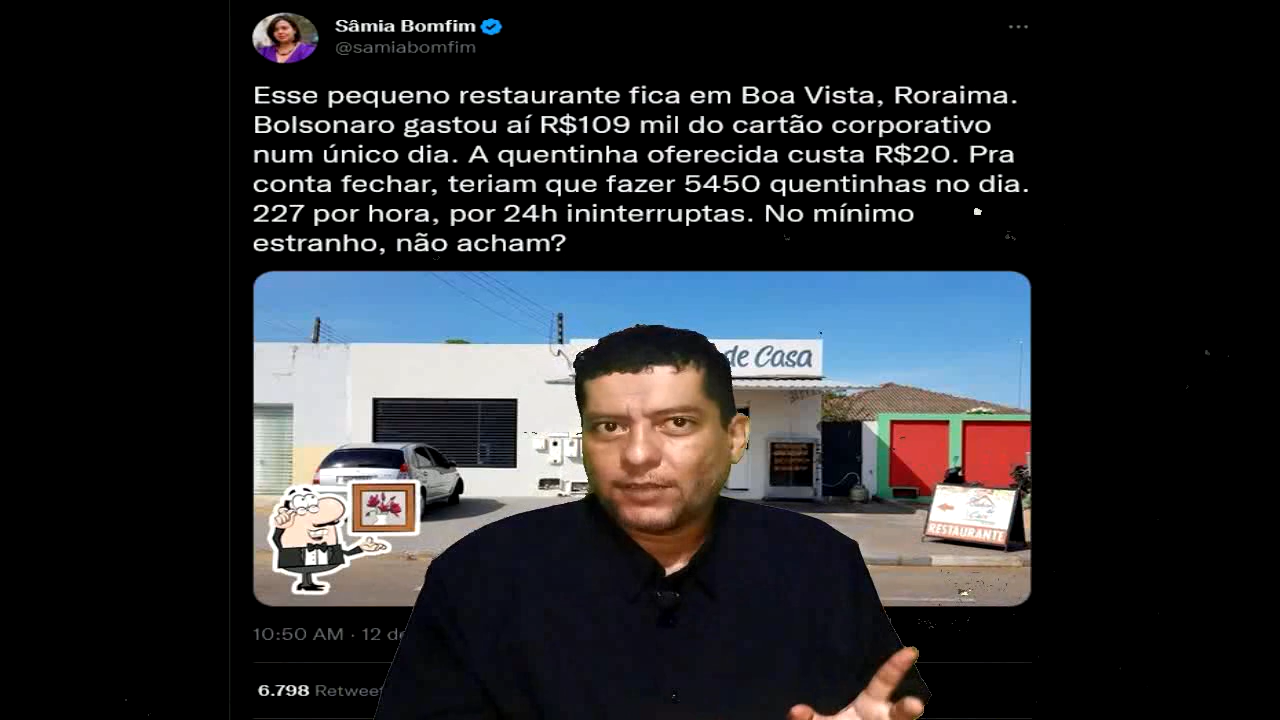 Sâmia Bomfim
@samiabomfim
Esse pequeno restaurante fica em Boa Vista, Roraima.
Bolsonaro gastou aí R$109 mil do cartão corporativo
num único dia. A quentinha oferecida custa R$20. Pra
conta fechar, teriam que fazer 5450 quentinhas no dia.
227 por hora, por 24h ininterruptas. No mínimo
estranho, não acham?
de Casa
RESTAURANTE
10:50 AM · 12 de
6.798 Retwee